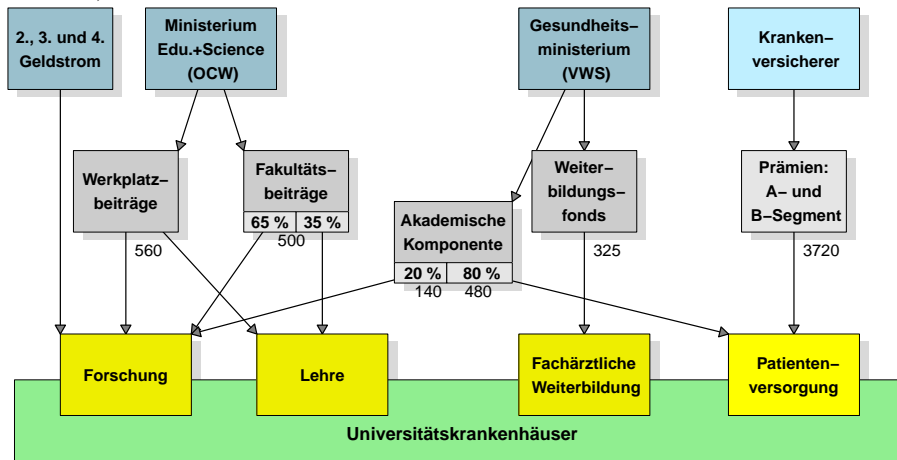 2., 3. und 4.
Geldstrom
Ministerium
Edu.+Science
(OCW)
Gesundheits–
ministerium
(VWS)
Kranken–
versicherer
Werkplatz–
beiträge
560
Fakultäts–
beiträge
65 % 35 %
500
Akademische
Komponente
20 % 80 %
140 480
Weiter–
bildungs–
fonds
325
Prämien:
A– und
B–Segment
3720
Forschung
Lehre
Fachärztliche
Weiterbildung
Patienten–
versorgung
Universitätskrankenhäuser